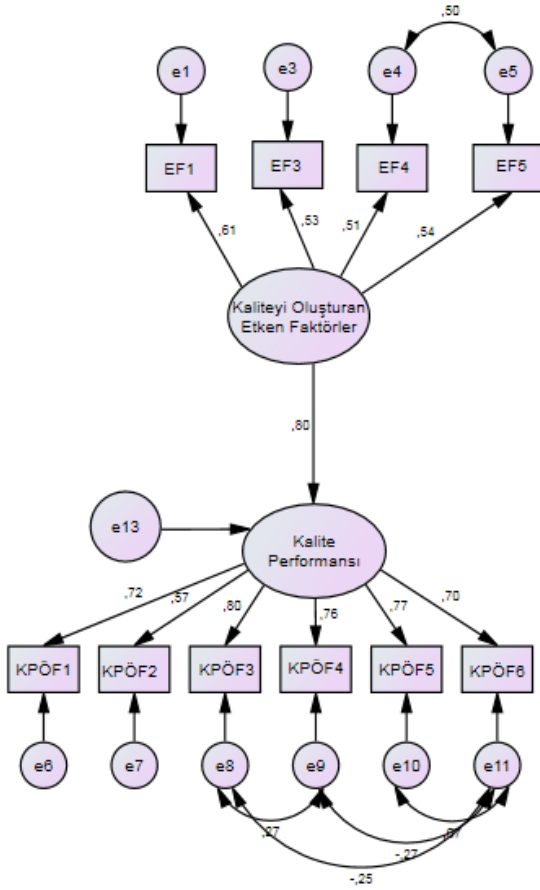 ,50
e1
e3
e4
e5
EF1
EF3
EF4
EF5
,61
,53
,51
,54
Kaliteyi Oluşturan
Etken Faktörler
,80
e13
Kalite
Performansı
,72
,57
,80
,76
,77
,70
KPÖF1
KPÖF2
KPÖF3
KPÖF4
KPÖF5
KPÖF6
e6
e7
e8
e9
e10
e11
,27
-,27
-,25